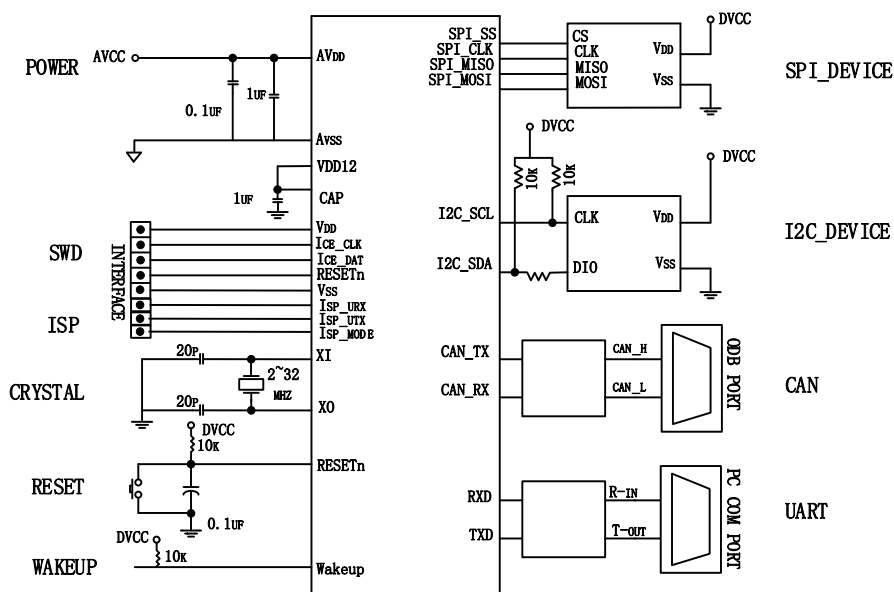 POWER
AVCC
0.1UF
1UF
AVDD
AVSS
VDD12
1UF
CAP
SWD
ISP
INTERFACE
VDD
ICE_CLK
ICE_DAT
RESETn
VSS
ISP_URX
ISP_UTX
ISP_MODE
CRYSTAL
20P
20P
2~32
MHZ
XI
XO
RESET
DVCC
10K
0.1UF
RESETn
WAKEUP
DVCC
10K
Wakeup
SPI_SS
SPI_CLK
SPI_MISO
SPI_MOSI
CS
CLK
MISO
MOSI
VDD
VSS
DVCC
SPI_DEVICE
DVCC
10K
10K
I2C_SCL
I2C_SDA
CLK
DIO
VDD
VSS
DVCC
I2C_DEVICE
CAN_TX
CAN_RX
CAN_H
CAN_L
ODB PORT
CAN
RXD
TXD
R-IN
T-OUT
PC COM PORT
UART